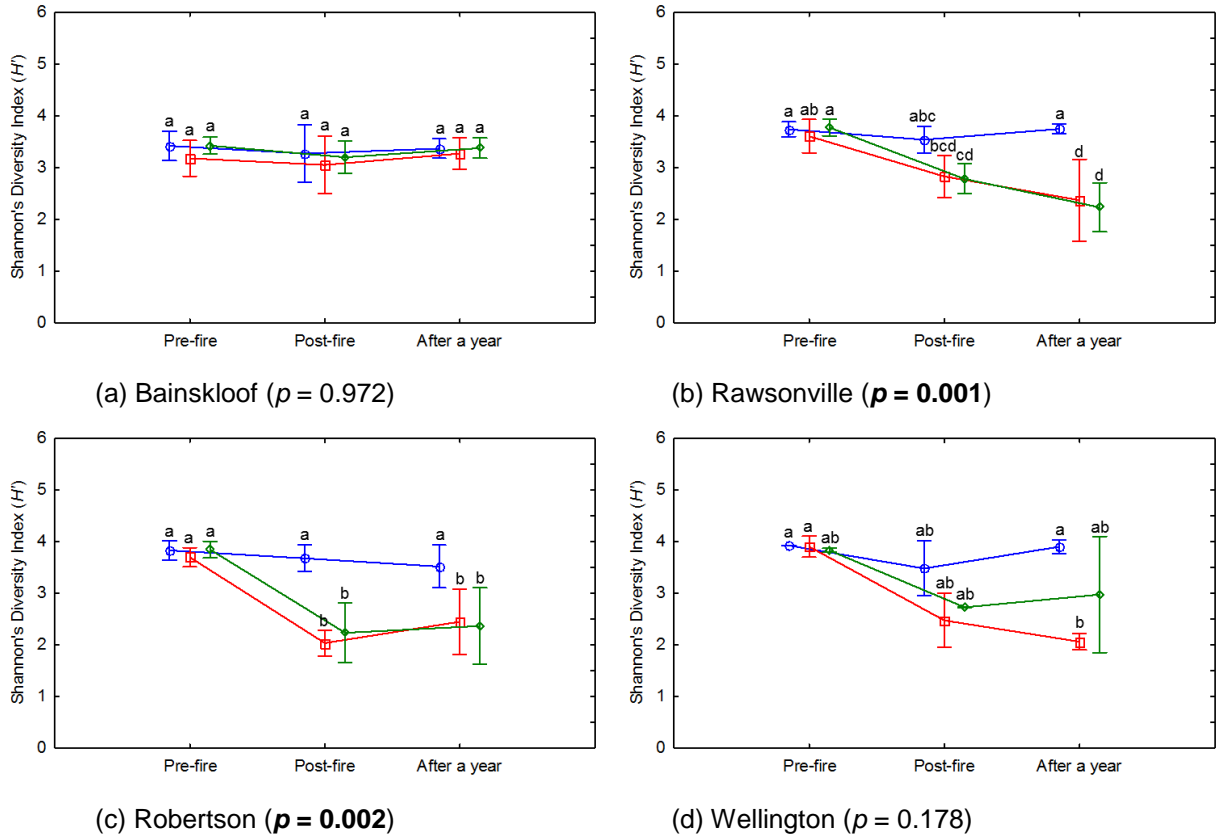 6
5
4
3
2
1
0
Shannon's Diversity Index (H')
a a a
a a a
a a a
Pre-fire Post-fire After a year
(a) Bainskloof (p = 0.972)
6
5
4
3
2
1
0
Shannon's Diversity Index (H')
a ab a
abc bcd cd
a d d
Pre-fire Post-fire After a year
(b) Rawsonville (p = 0.001)
6
5
4
3
2
1
0
Shannon's Diversity Index (H')
a a a
a b b
a b b
Pre-fire Post-fire After a year
(c) Robertson (p = 0.002)
6
5
4
3
2
1
0
Shannon's Diversity Index (H')
a a ab
ab ab ab
a b ab
Pre-fire Post-fire After a year
(d) Wellington (p = 0.178)